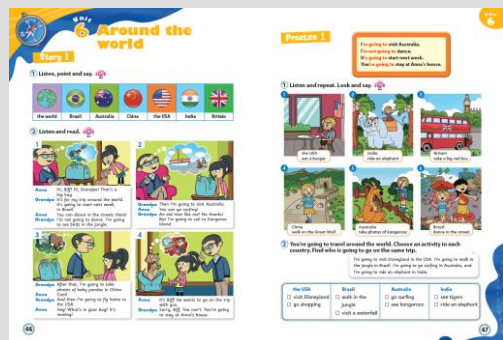 Unit
6
Around the
world
Story 1
1 Listen, point and say.
the world
Brazil
Australia
China
the USA
India
Britain
2 Listen and read.
1
2
Anna Hi, Biff! Hi, Grandpa! That's a
big bag.
Grandpa It's for my trip around the world.
It's going to start next week,
in Brazil.
Anna You can dance in the streets there!
Grandpa I'm not going to dance. I'm going
to see birds in the jungle.
Grandpa Then I'm going to visit Australia.
Anna You can go surfing!
Grandpa An old man like me? No thanks!
But I'm going to sail to Kangaroo
Island.
3
4
Grandpa After that, I'm going to take
photos of baby pandas in China.
Anna Cool!
Grandpa And then I'm going to fly home to
the USA.
Anna Hey! What's in your bag? It's
moving!
Anna It's Biff! He wants to go on the trip
with you.
Grandpa Sorry, Biff. You can't. You're going
to stay at Anna's house.
46
Unit
6
Practice 1
I'm going to visit Australia.
I'm not going to dance.
It's going to start next week.
You're going to stay at Anna's house.
1 Listen and repeat. Look and say.
1
the USA
eat a burger
2
India
ride an elephant
3
Britain
take a big red bus
4
China
walk on the Great Wall
5
Australia
take photos of kangaroos
6
Brazil
dance in the street
2 You're going to travel around the world. Choose an activity in each
country. Find who is going to go on the same trip.
I'm going to visit Disneyland in the USA. I'm going to walk in
the jungle in Brazil. I'm going to go surfing in Australia, and
I'm going to ride an elephant in India.
the USA
visit Disneyland
go shopping
Brazil
walk in the
jungle
visit a waterfall
Australia
go surfing
see kangaroos
India
see tigers
ride an elephant
47